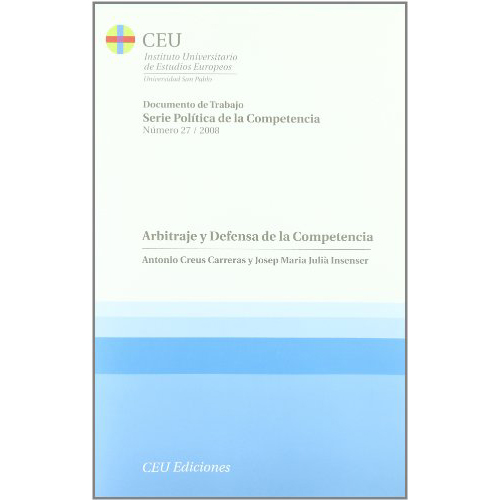 CEU
Instituto Universitario
de Estudios Europeos
Universidad San Pablo
Documento de Trabajo
Serie Política de la Competencia
Número 27 / 2008
Arbitraje y Defensa de la Competencia
Antonio Creus Carreras y Josep Maria Julià Insenser
CEU Ediciones